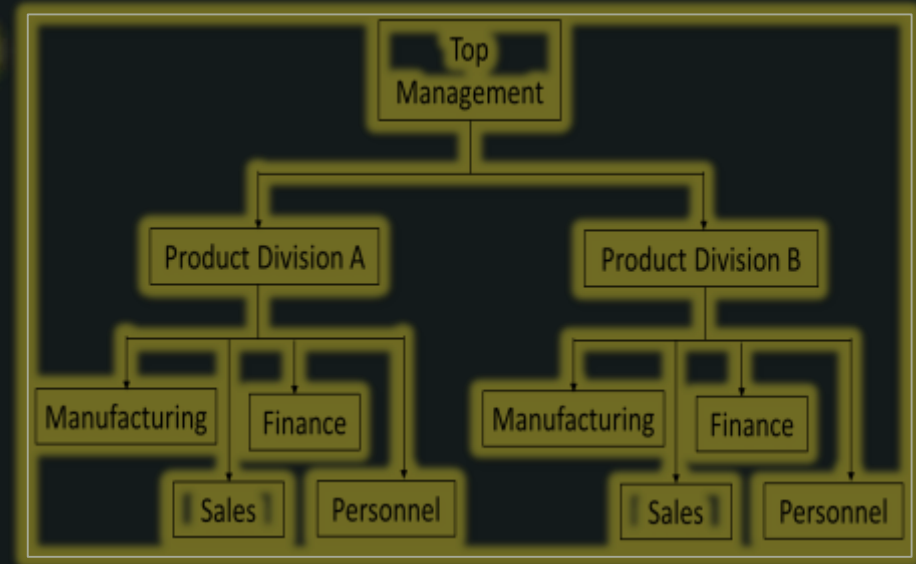 Top
Management
Product Division A
Product Division B
Manufacturing
Finance
Manufacturing
Finance
Sales
Personnel
Sales
Personnel